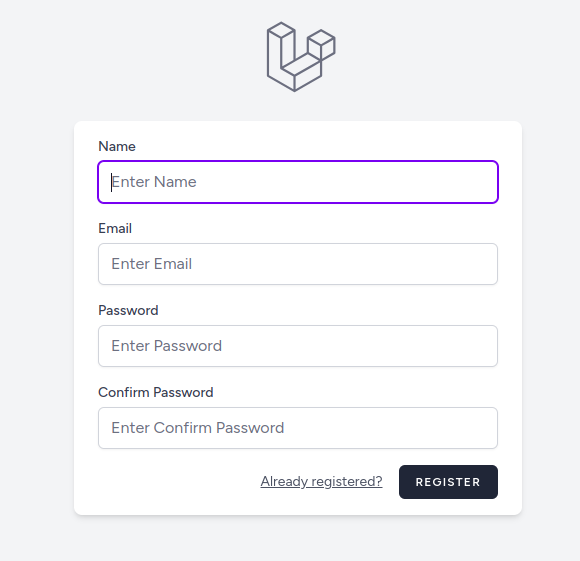 Name
Enter Name
Email
Enter Email
Password
Enter Password
Confirm Password
Enter Confirm Password
Already registered? REGISTER